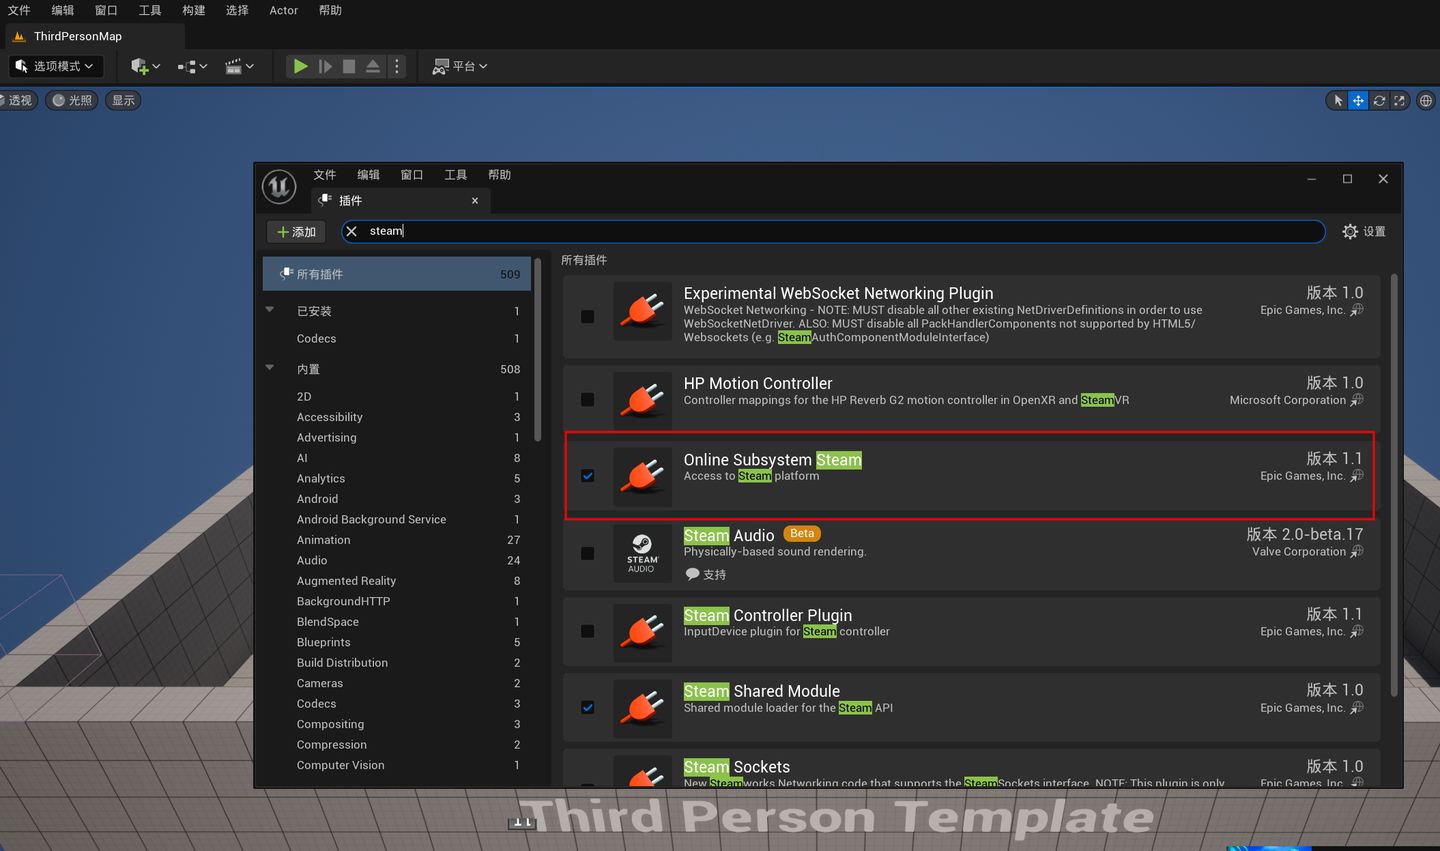 文件 编辑 窗口 工具 构建 选择 Actor 帮助
ThirdPersonMap
选项模式 平台
透视 光照 显示
文件 编辑 窗口 工具 帮助
插件
添加 steam 设置
所有插件 509
已安装 1
Codecs 1
内置 508
2D 1
Accessibility 3
Advertising 1
AI 8
Analytics 5
Android 3
Android Background Service 1
Animation 27
Audio 24
Augmented Reality 8
BackgroundHTTP 1
BlendSpace 1
Blueprints 5
Build Distribution 2
Cameras 2
Codecs 3
Compositing 3
Compression 2
Computer Vision 1
所有插件
Experimental WebSocket Networking Plugin 版本 1.0
WebSocket Networking - NOTE: MUST disable all other existing NetDriverDefinitions in order to use Epic Games, Inc.
WebSocketNetDriver. ALSO: MUST disable all PackHandlerComponents not supported by HTML5/
Websockets (e.g. SteamAuthComponentModuleInterface)
HP Motion Controller 版本 1.0
Controller mappings for the HP Reverb G2 motion controller in OpenXR and SteamVR Microsoft Corporation
Online Subsystem Steam 版本 1.1
Access to Steam platform Epic Games, Inc.
STEAM
AUDIO
Steam Audio Beta 版本 2.0-beta.17
Physically-based sound rendering. Valve Corporation
支持
Steam Controller Plugin 版本 1.1
InputDevice plugin for Steam controller Epic Games, Inc.
Steam Shared Module 版本 1.0
Shared module loader for the Steam API Epic Games, Inc.
Steam Sockets 版本 1.0
New Steamworks Networking code that supports the SteamSockets interface. NOTE: This plugin is only Epic Games, Inc.
Third Person Template